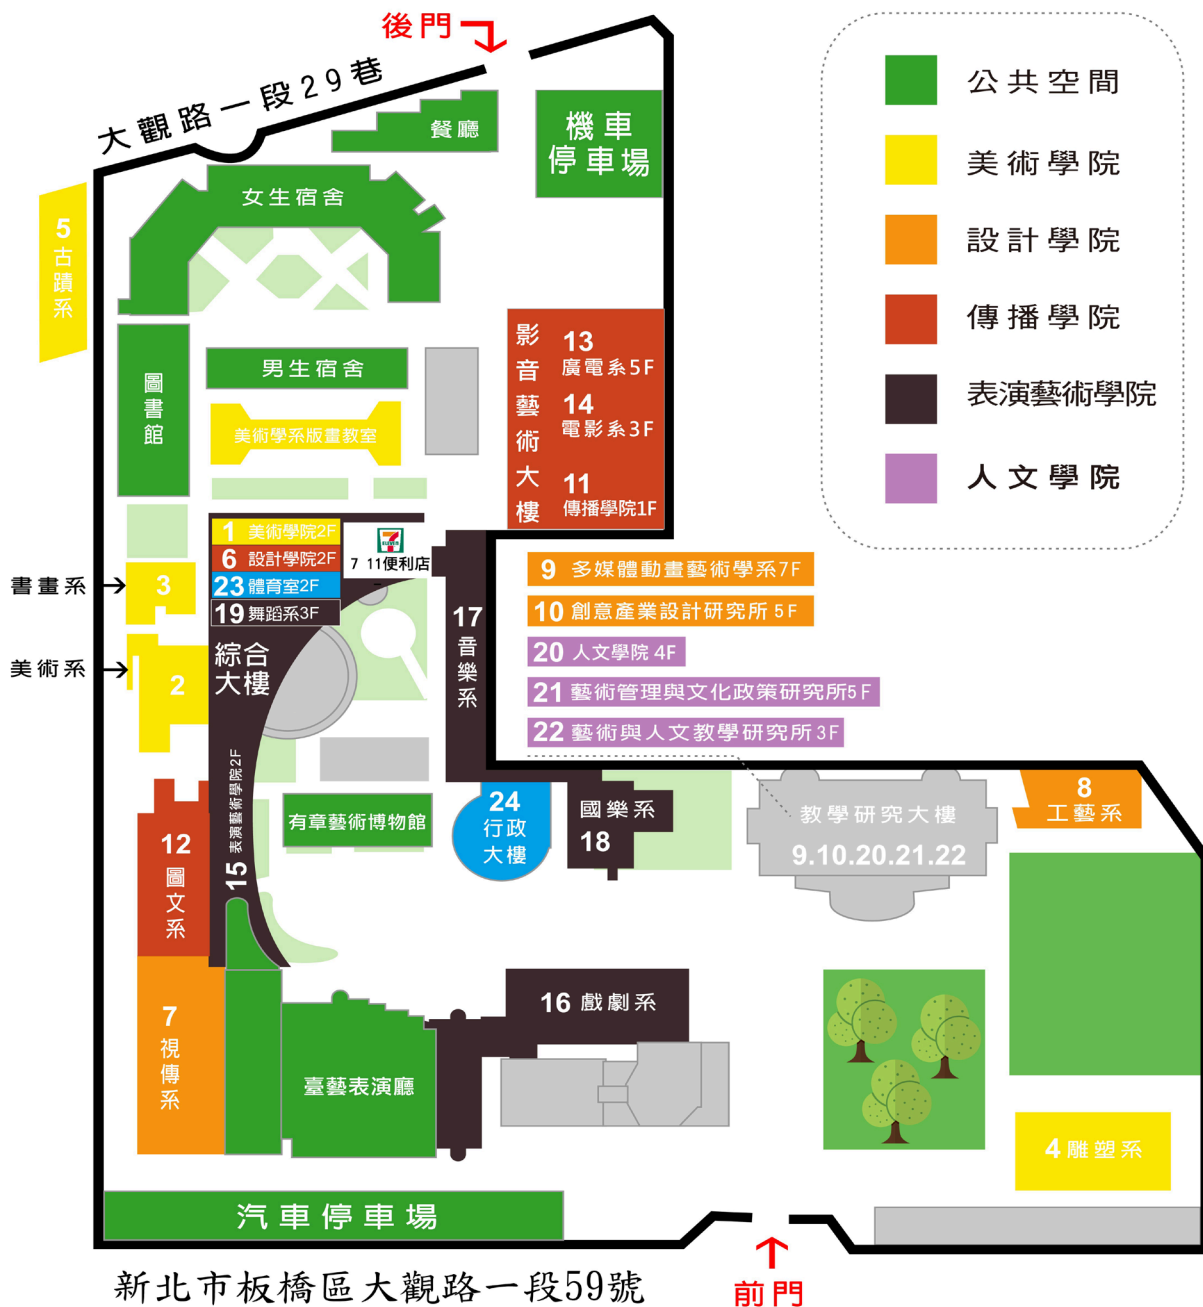 後門
大觀路一段29巷
餐廳
機車
停車場
女生宿舍
5
古蹟系
圖書館
男生宿舍
美術學系版畫教室
影音藝術大樓
13
廣電系5F
14
電影系3F
11
傳播學院1F
公共空間
美術學院
設計學院
傳播學院
表演藝術學院
人文學院
1 美術學院2F
6 設計學院2F
23 體育室2F
19 舞蹈系3F
7 ELEVEN
7 11便利店
綜合
大樓
書畫系
3
美術系
2
17
音樂系
9 多媒體動畫藝術學系7F
10 創意產業設計研究所 5F
20 人文學院 4F
21 藝術管理與文化政策研究所5F
22 藝術與人文教學研究所3F
15 表演藝術學院2F
12
圖文系
有章藝術博物館
24
行政
大樓
國樂系
18
教學研究大樓
9.10.20.21.22
8
工藝系
7
視傳系
臺藝表演廳
16 戲劇系
4 雕塑系
汽車停車場
前門
新北市板橋區大觀路一段59號